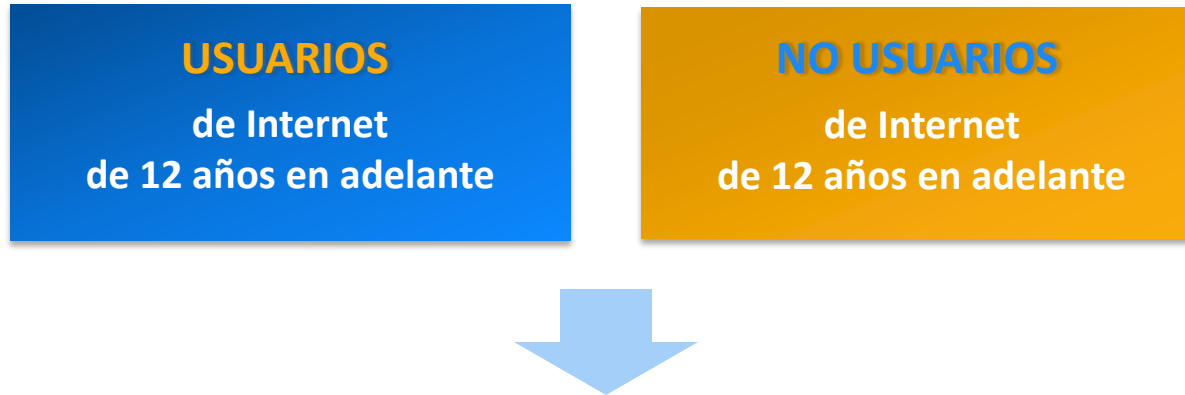 USUARIOS
de Internet
de 12 años en adelante
NO USUARIOS
de Internet
de 12 años en adelante